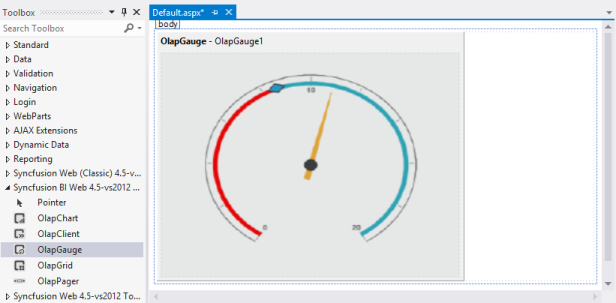 Toolbox
Search Toolbox
Standard
Data
Validation
Navigation
Login
WebParts
AJAX Extensions
Dynamic Data
Reporting
Syncfusion Web (Classic) 4.5-v...
Syncfusion BI Web 4.5-vs2012 ...
Pointer
OlapChart
OlapClient
OlapGauge
OlapGrid
OlapPager
Syncfusion Web 4.5-vs2012 To...
Default.aspx*
body
OlapGauge - OlapGauge1
10
0
20